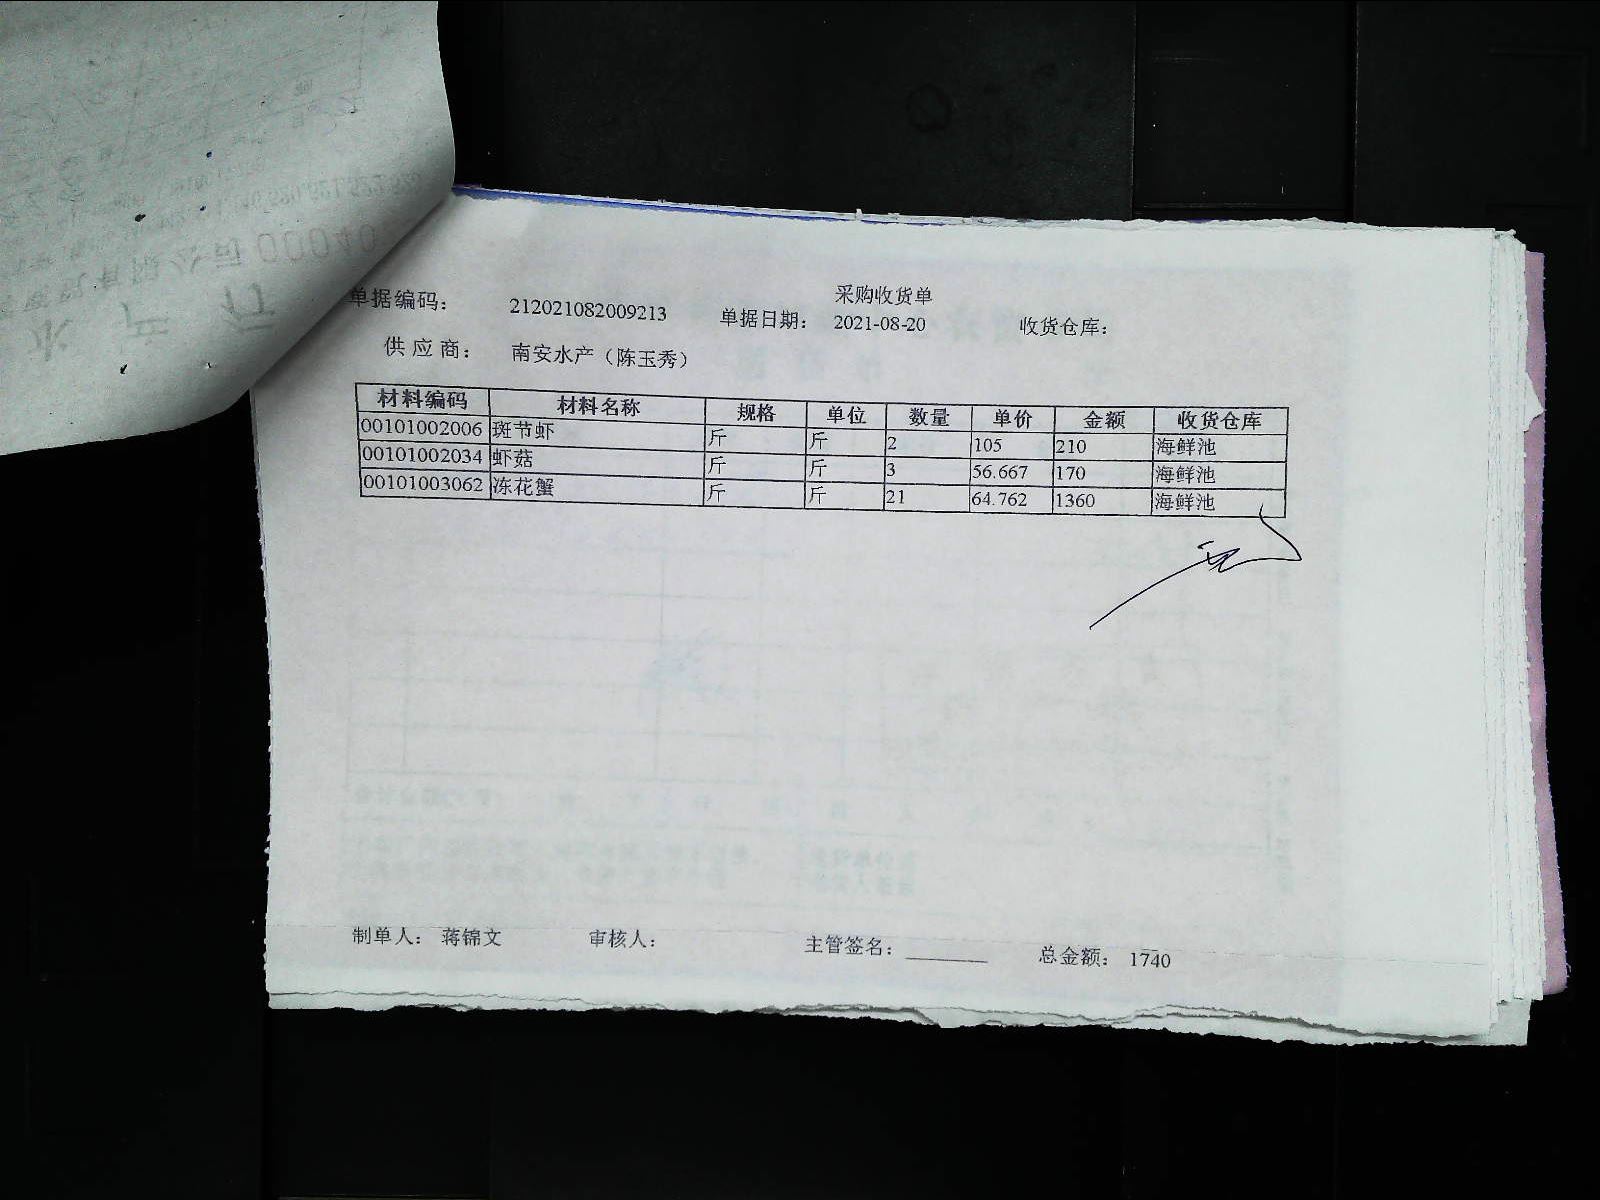 采购收货单
单据编码： 212021082009213 单据日期： 2021-08-20 收货仓库：
供应商： 南安水产（陈玉秀）
材料编码 材料名称 规格 单位 数量 单价 金额 收货仓库
00101002006 斑节虾 斤 斤 2 105 210 海鲜池
00101002034 虾菇 斤 斤 3 56.667 170 海鲜池
00101003062 冻花蟹 斤 斤 21 64.762 1360 海鲜池
制单人： 蒋锦文 审核人： 主管签名： 总金额： 1740